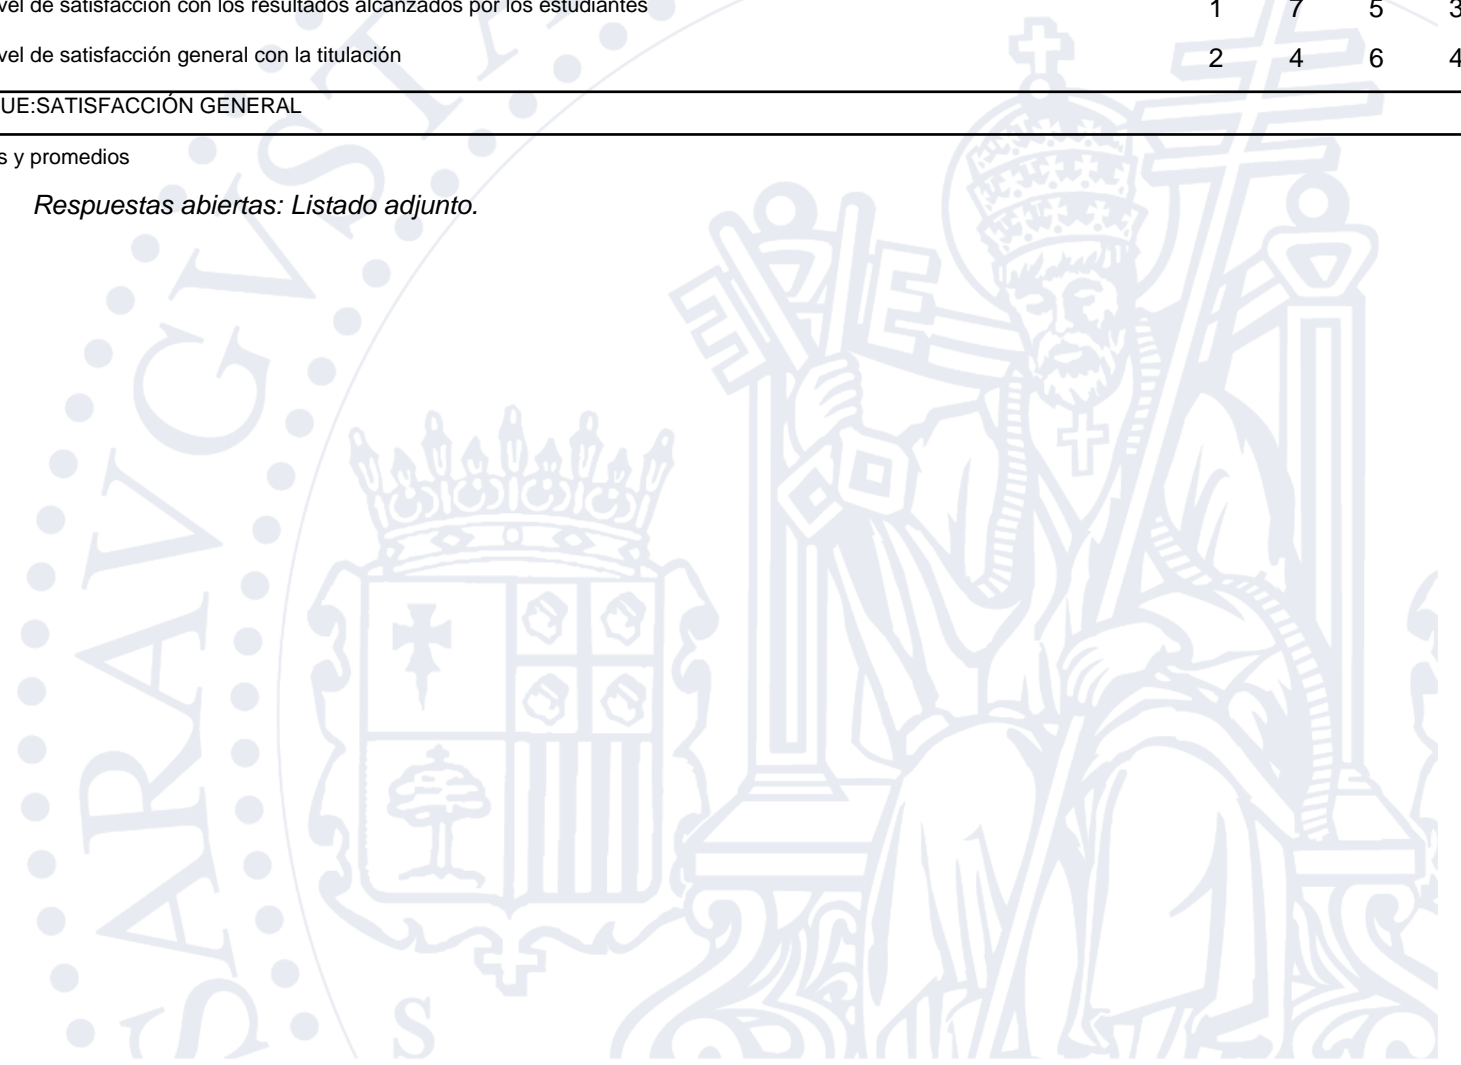 vel de satisfacción con los resultados alcanzados por los estudiantes 1 7 5 3
vel de satisfacción general con la titulación 2 4 6 4
UE:SATISFACCIÓN GENERAL
s y promedios
Respuestas abiertas: Listado adjunto.
SARAVGVSTA
S